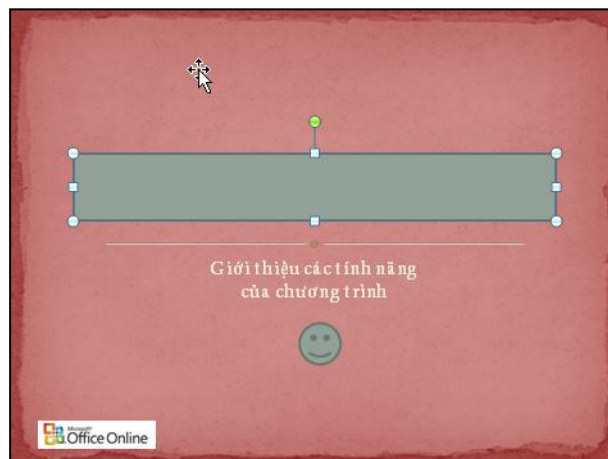 Giới thiệu các tính năng
của chương trình
Microsoft
Office Online